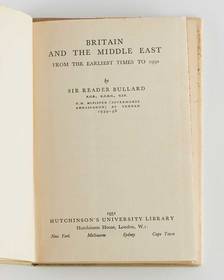 BRITAIN
AND THE MIDDLE EAST
FROM THE EARLIEST TIMES TO 1950
by
SIR READER BULLARD
K.C.B., K.C.M.G., C.I.E.
H.M. MINISTER (AFTERWARDS
AMBASSADOR) AT TEHRAN
1939-46
1951
HUTCHINSON'S UNIVERSITY LIBRARY
Hutchinson House, London, W.1
New York Melbourne Sydney Cape Town